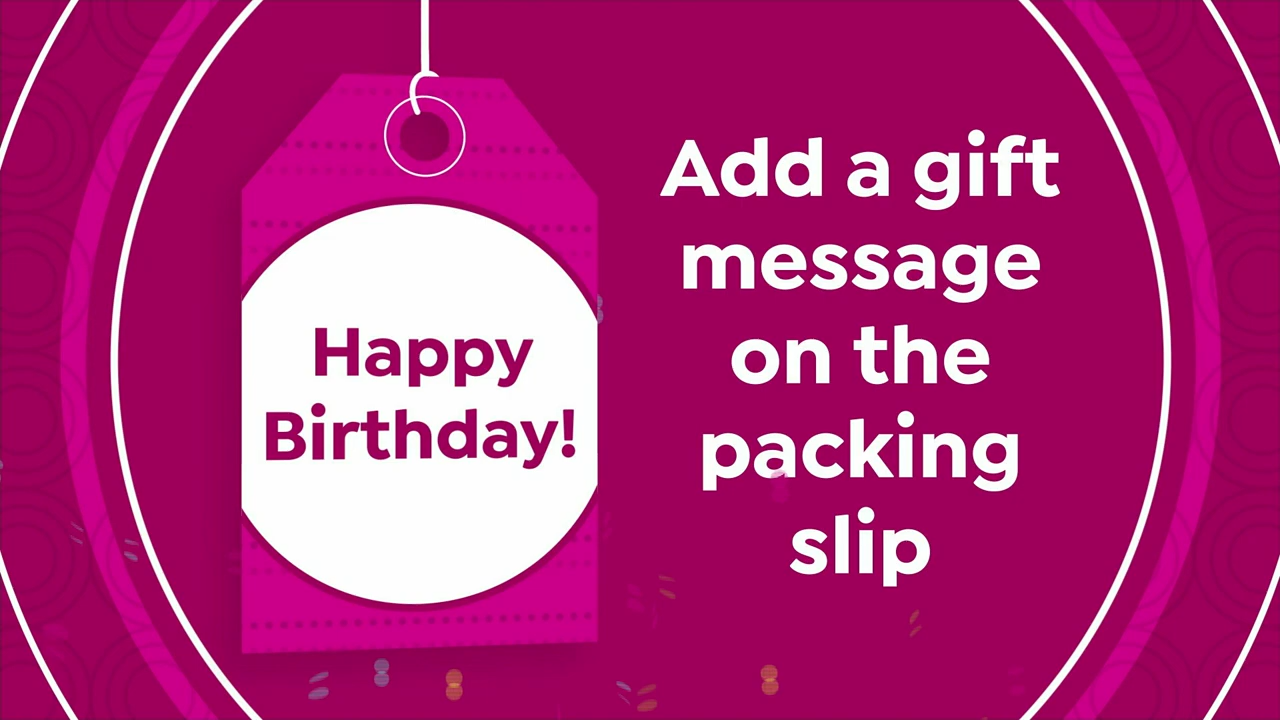 Happy
Birthday!
Add a gift
message
on the
packing
slip